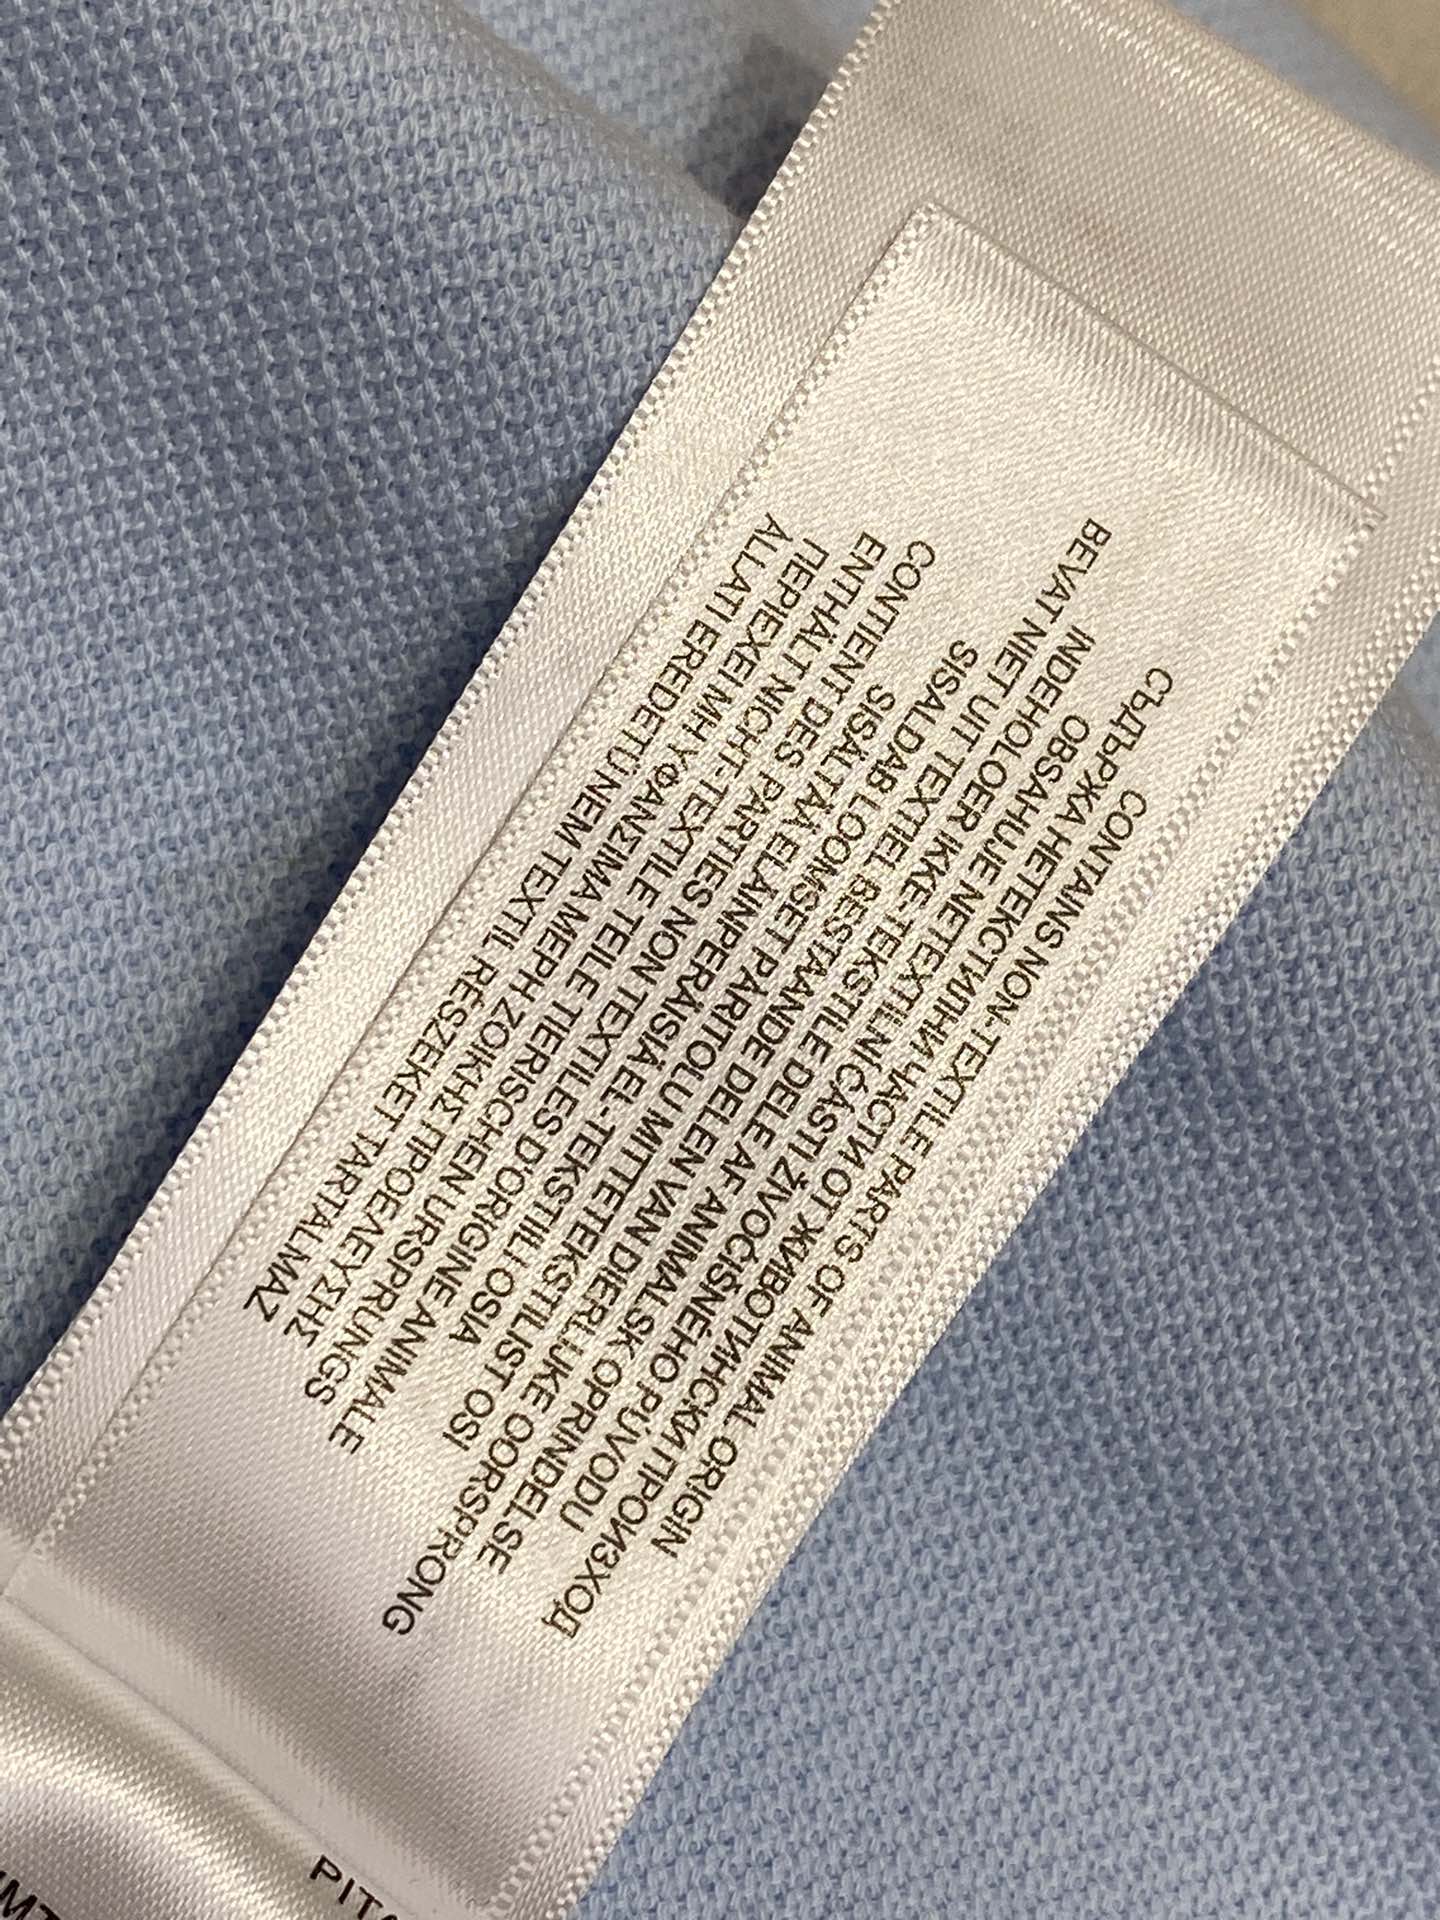 CONTAINS NON-TEXTILE PARTS OF ANIMAL ORIGIN
СЪДЪРЖА НЕТЕКСТИЛНИ ЧАСТИ ОТ ЖИВОТИНСКИ ПРОИЗХОД
OBSAHUJE NETEXTILNÍ ČÁSTI ŽIVOČIŠNÉHO PŮVODU
INDEHOLDER IKKE-TEKSTILE DELE AF ANIMALSK OPRINDELSE
BEVAT NIET UIT TEXTIEL BESTAANDE DELEN VAN DIERLIJKE OORSPRONG
SISALDAB LOOMSET PÄRITOLU MITTETEKSTIILIST OSI
SISÄLTÄÄ ELÄINPERÄISIÄ EI-TEKSTIILI OSIA
CONTIENT DES PARTIES NON TEXTILES D'ORIGINE ANIMALE
ENTHÄLT NICHT-TEXTILE TEILE TIERISCHEN URSPRUNGS
ΠΕΡΙΕΧΕΙ ΜΗ ΥΦΑΝΣΙΜΑ ΜΕΡΗ ΖΩΙΚΗΣ ΠΡΟΕΛΕΥΣΗΣ
ÁLLATI EREDETŰ NEM TEXTIL RÉSZEKET TARTALMAZ